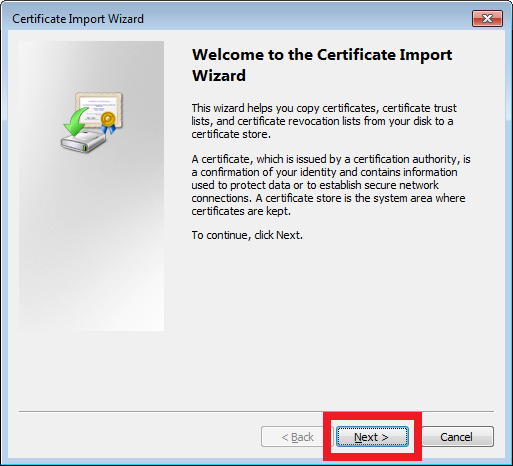 Certificate Import Wizard
Welcome to the Certificate Import
Wizard
This wizard helps you copy certificates, certificate trust
lists, and certificate revocation lists from your disk to a
certificate store.
A certificate, which is issued by a certification authority, is
a confirmation of your identity and contains information
used to protect data or to establish secure network
connections. A certificate store is the system area where
certificates are kept.
To continue, click Next.
< Back
Next >
Cancel